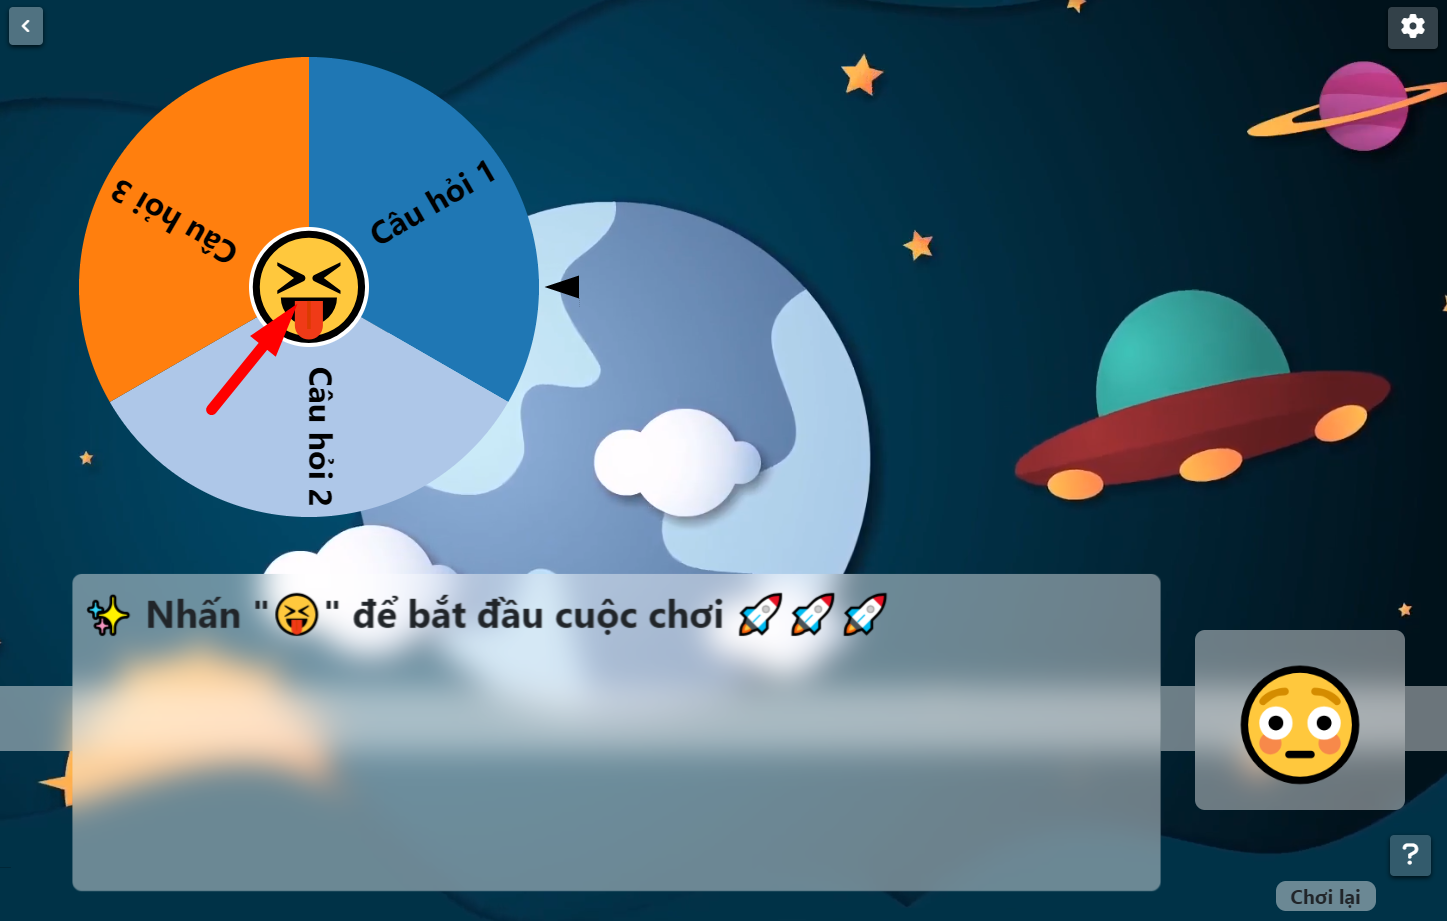 Câu hỏi 1
Câu hỏi 3
Câu hỏi 2
✨ Nhấn "😝" để bắt đầu cuộc chơi 🚀🚀🚀
?
Chơi lại